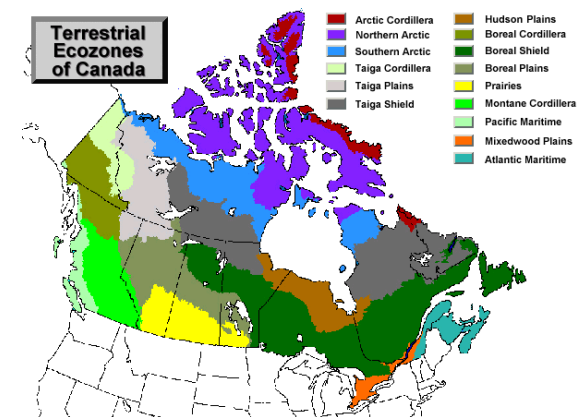 Terrestrial
Ecozones
of Canada
Arctic Cordillera
Northern Arctic
Southern Arctic
Taiga Cordillera
Taiga Plains
Taiga Shield
Hudson Plains
Boreal Cordillera
Boreal Shield
Boreal Plains
Prairies
Montane Cordillera
Pacific Maritime
Mixedwood Plains
Atlantic Maritime